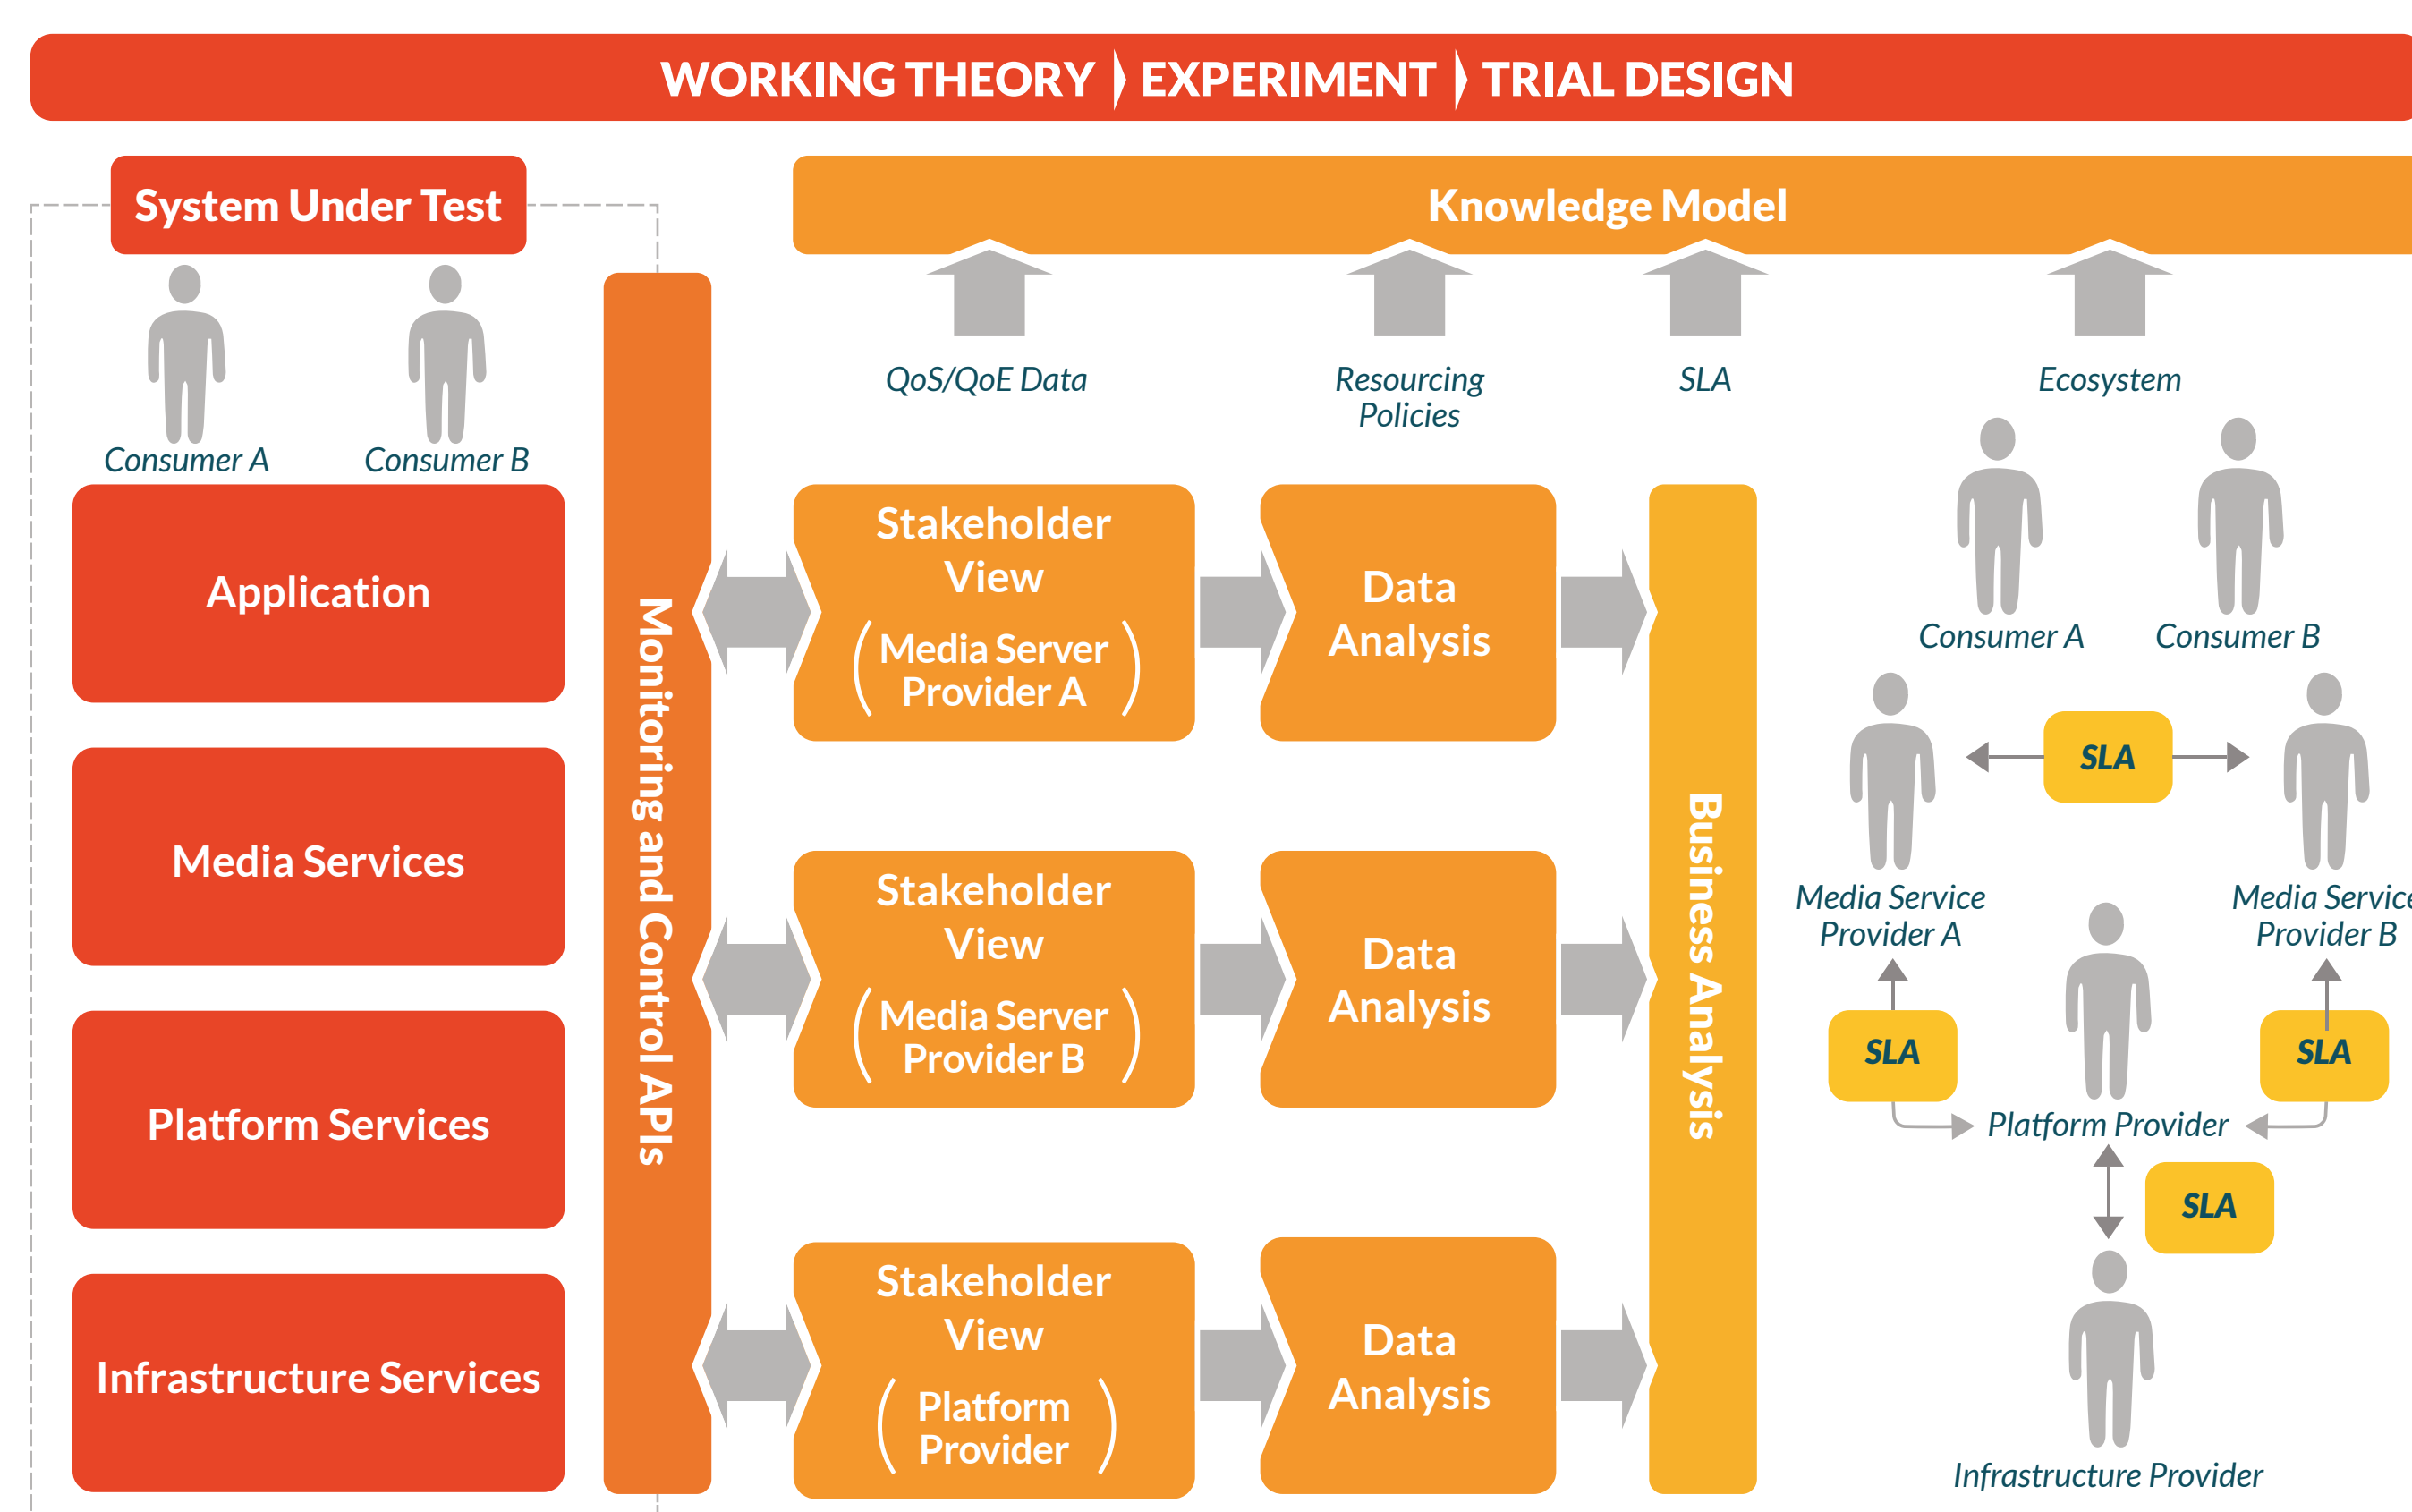 WORKING THEORY
EXPERIMENT
TRIAL DESIGN
System Under Test
Knowledge Model
Consumer A
Consumer B
Application
Media Services
Platform Services
Infrastructure Services
Monitoring and Control APIs
QoS/QoE Data
Resourcing
Policies
SLA
Ecosystem
Stakeholder
View
Media Server
Provider A
Data
Analysis
Stakeholder
View
Media Server
Provider B
Data
Analysis
Stakeholder
View
Platform
Provider
Data
Analysis
Business Analysis
Consumer A
Consumer B
SLA
Media Service
Provider A
Media Service
Provider B
SLA
SLA
Platform Provider
SLA
Infrastructure Provider